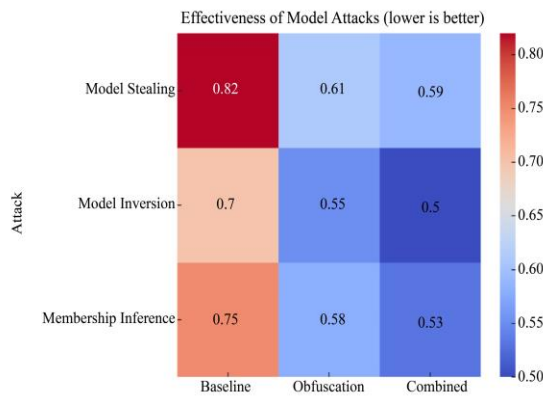 Effectiveness of Model Attacks (lower is better)
Attack
Model Stealing
0.82
0.61
0.59
Model Inversion
0.7
0.55
0.5
Membership Inference
0.75
0.58
0.53
Baseline
Obfuscation
Combined
0.80
0.75
0.70
0.65
0.60
0.55
0.50